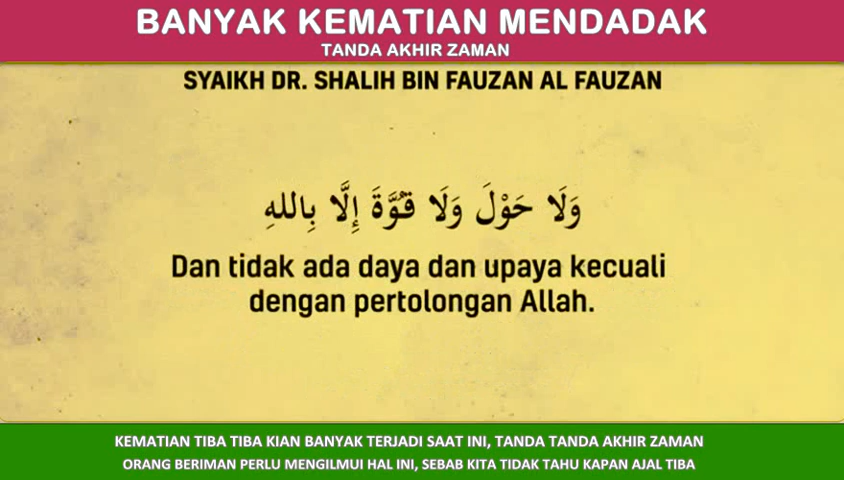 BANYAK KEMATIAN MENDADAK
TANDA AKHIR ZAMAN
SYAIKH DR. SHALIH BIN FAUZAN AL FAUZAN
وَلَا حَوْلَ وَلَا قُوَّةَ إِلَّا بِاللهِ
Dan tidak ada daya dan upaya kecuali
dengan pertolongan Allah.
KEMATIAN TIBA TIBA KIAN BANYAK TERJADI SAAT INI, TANDA TANDA AKHIR ZAMAN
ORANG BERIMAN PERLU MENGILMUI HAL INI, SEBAB KITA TIDAK TAHU KAPAN AJAL TIBA